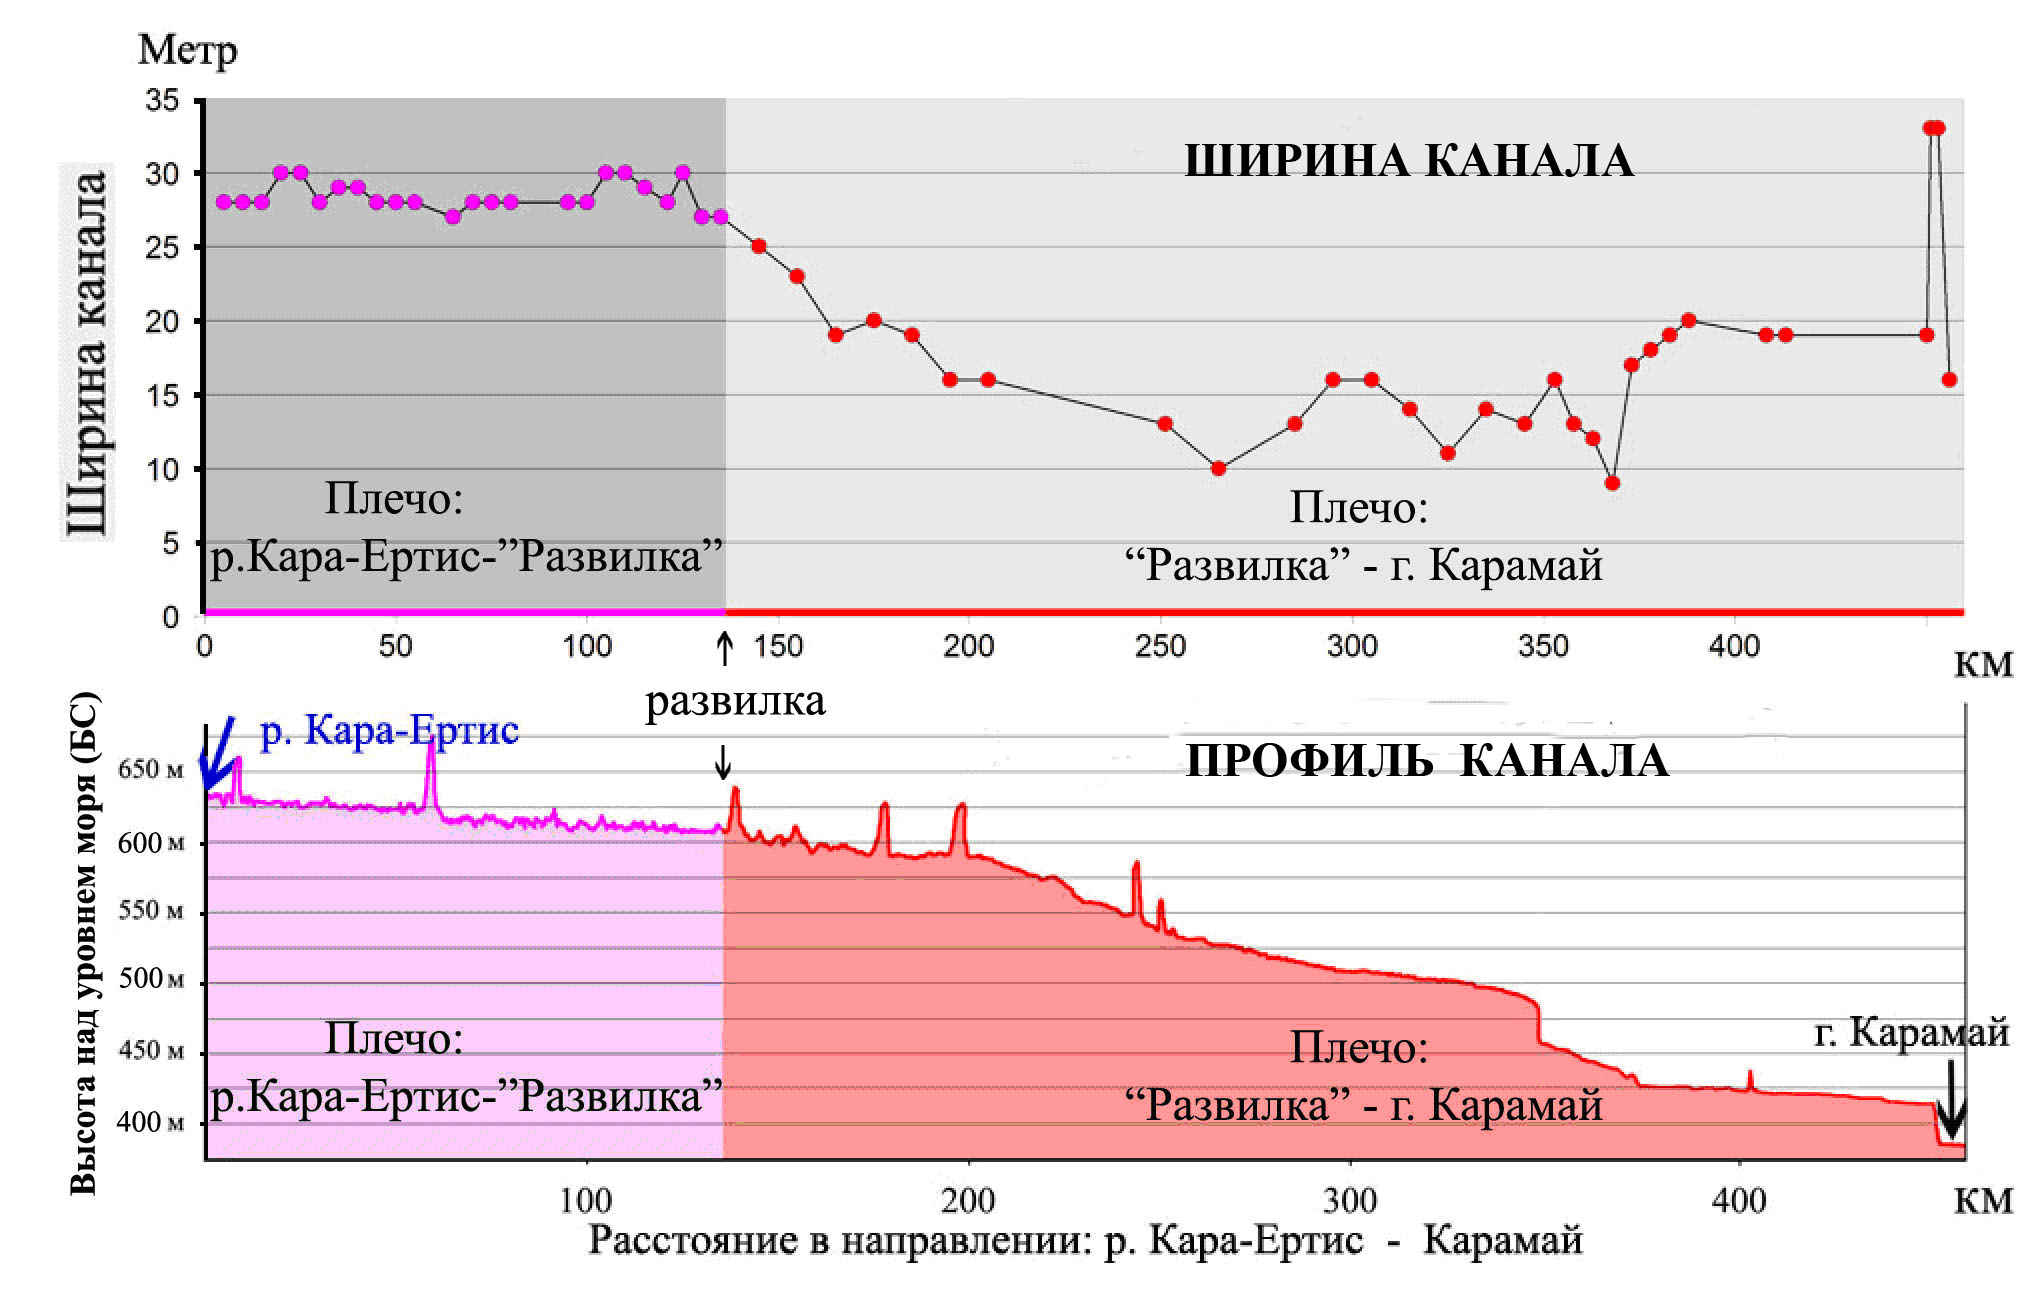 Метр
Ширина канала
35
30
25
20
15
10
5
0
ШИРИНА КАНАЛА
Плечо:
р.Кара-Ертис-”Развилка”
Плечо:
“Развилка” - г. Карамай
0 50 100 150 200 250 300 350 400 км
развилка
Высота над уровнем моря (БС)
р. Кара-Ертис
ПРОФИЛЬ КАНАЛА
650 м
600 м
550 м
500 м
450 м
400 м
г. Карамай
Плечо:
р.Кара-Ертис-”Развилка”
Плечо:
“Развилка” - г. Карамай
100 200 300 400 км
Расстояние в направлении: р. Кара-Ертис - Карамай